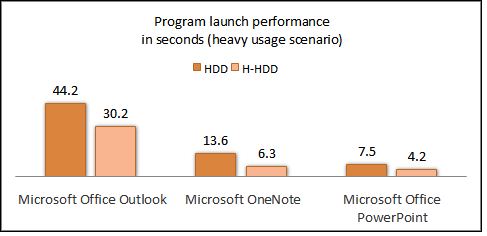 Program launch performance
in seconds (heavy usage scenario)
HDD H-HDD
44.2 30.2 13.6 6.3 7.5 4.2
Microsoft Office Outlook Microsoft OneNote Microsoft Office
PowerPoint